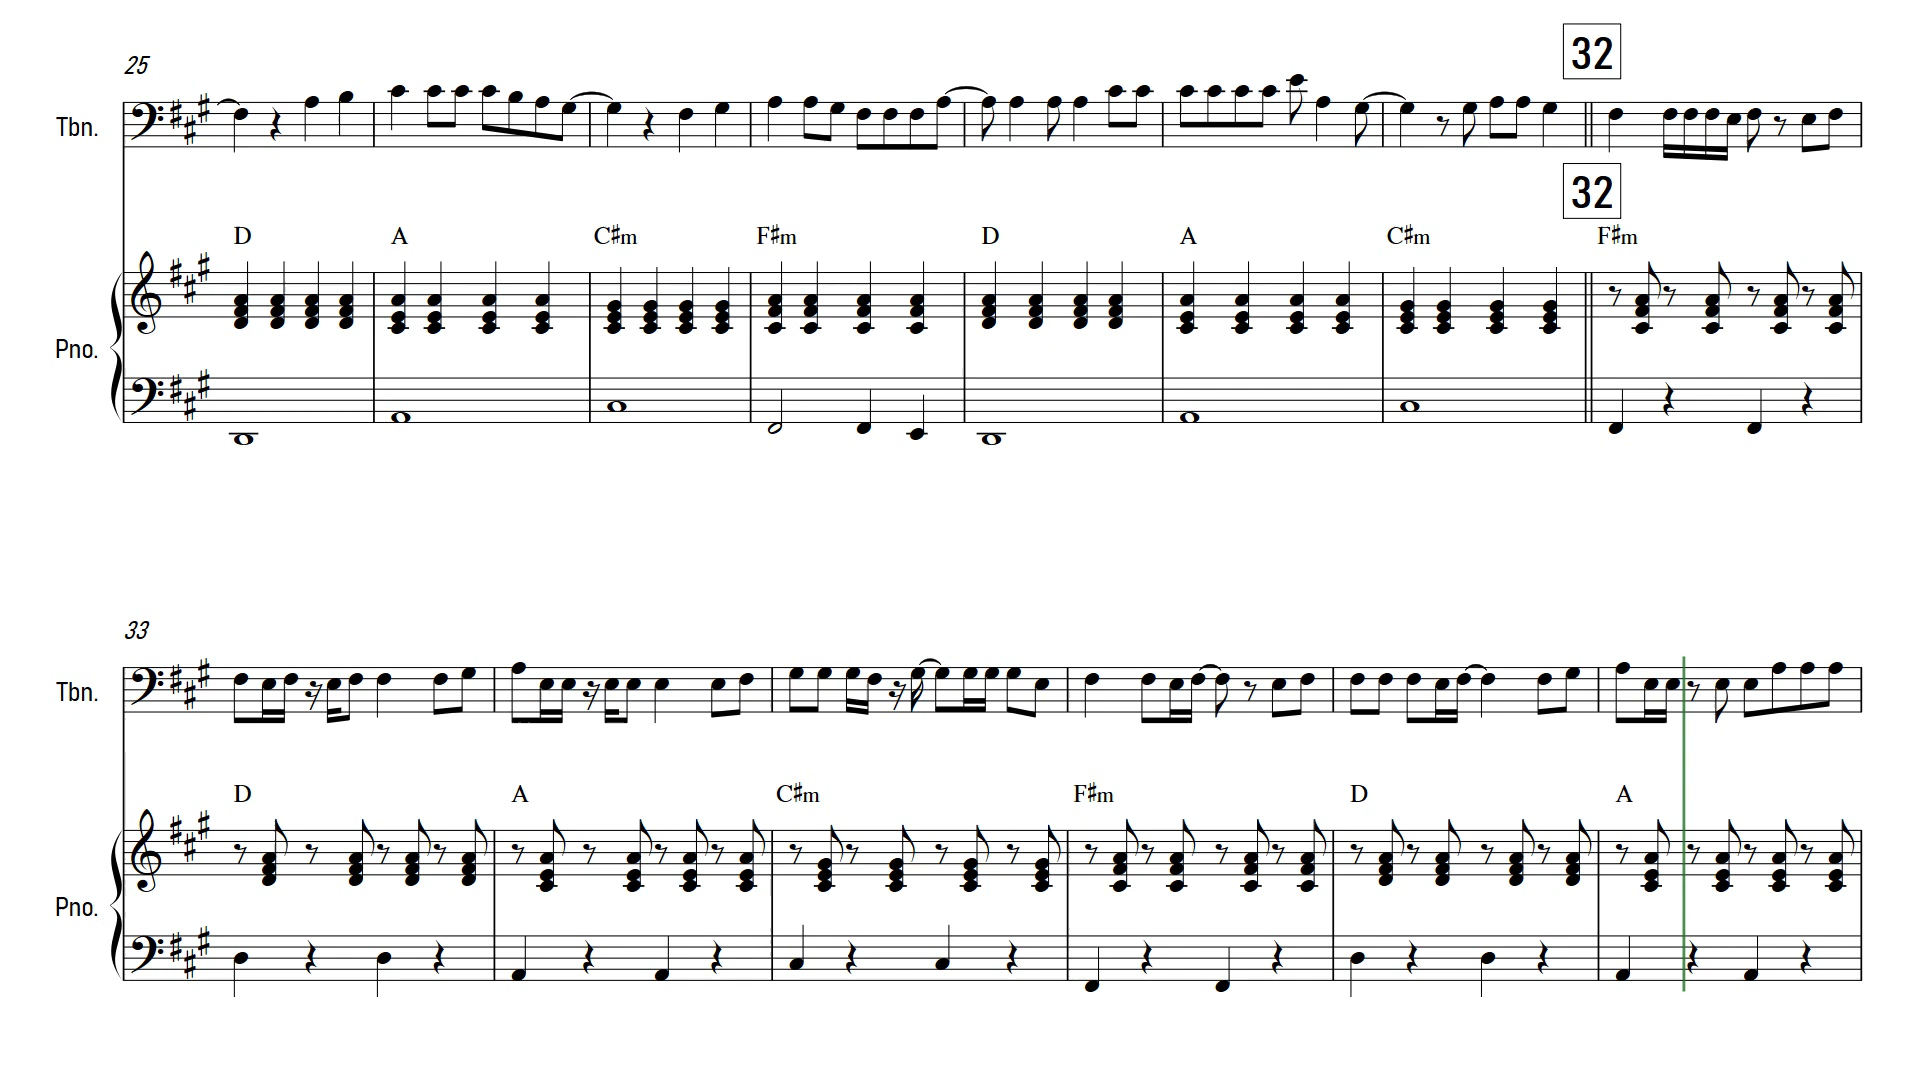 32
25
Tbn.
32
D A C♯m F♯m D A C♯m F♯m
Pno.
33
Tbn.
D A C♯m F♯m D A
Pno.